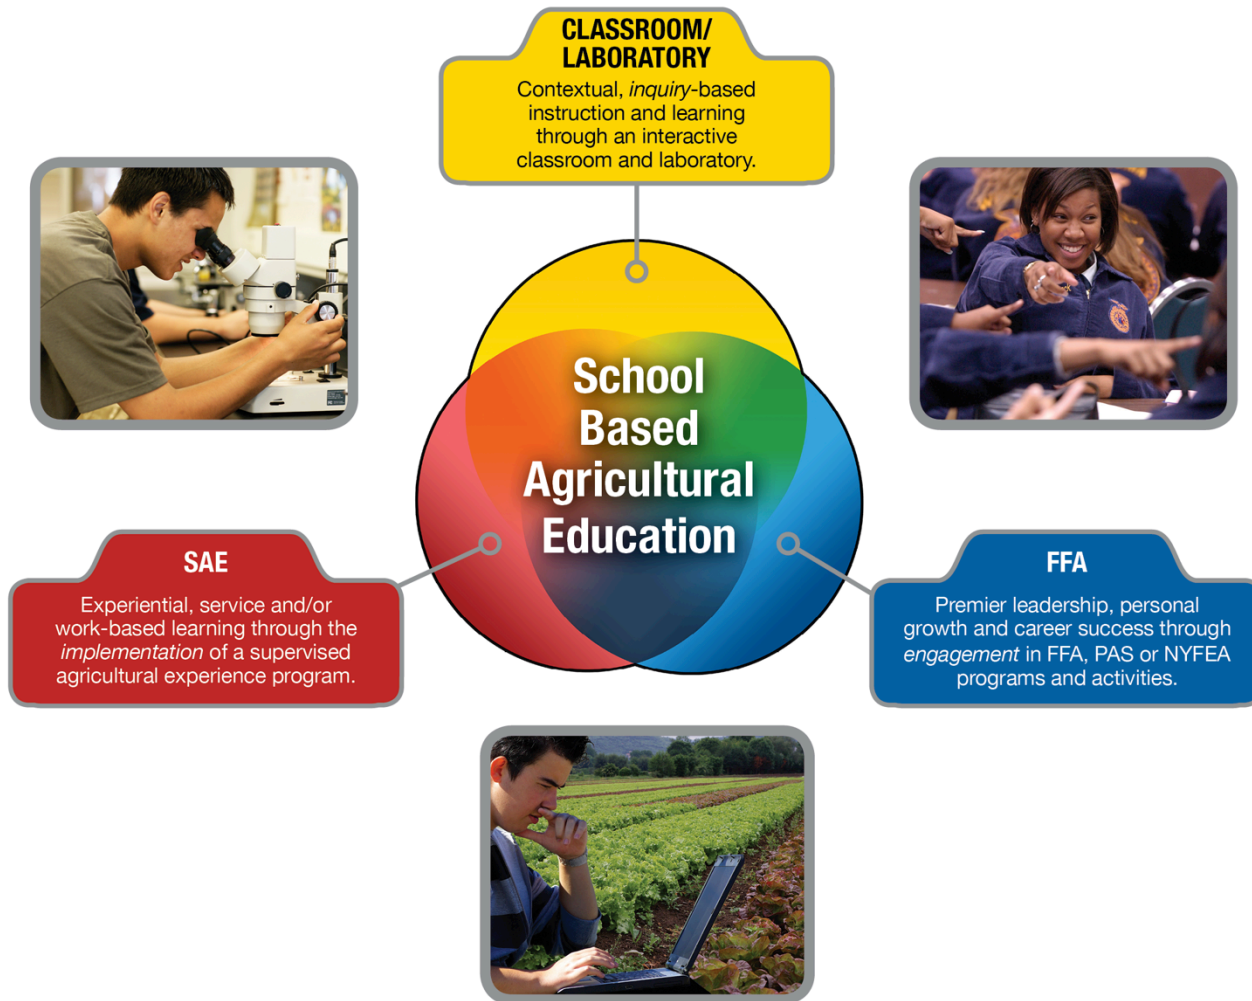 CLASSROOM/
LABORATORY
Contextual, inquiry-based
instruction and learning
through an interactive
classroom and laboratory.
School
Based
Agricultural
Education
SAE
Experiential, service and/or
work-based learning through the
implementation of a supervised
agricultural experience program.
FFA
Premier leadership, personal
growth and career success through
engagement in FFA, PAS or NYFEA
programs and activities.